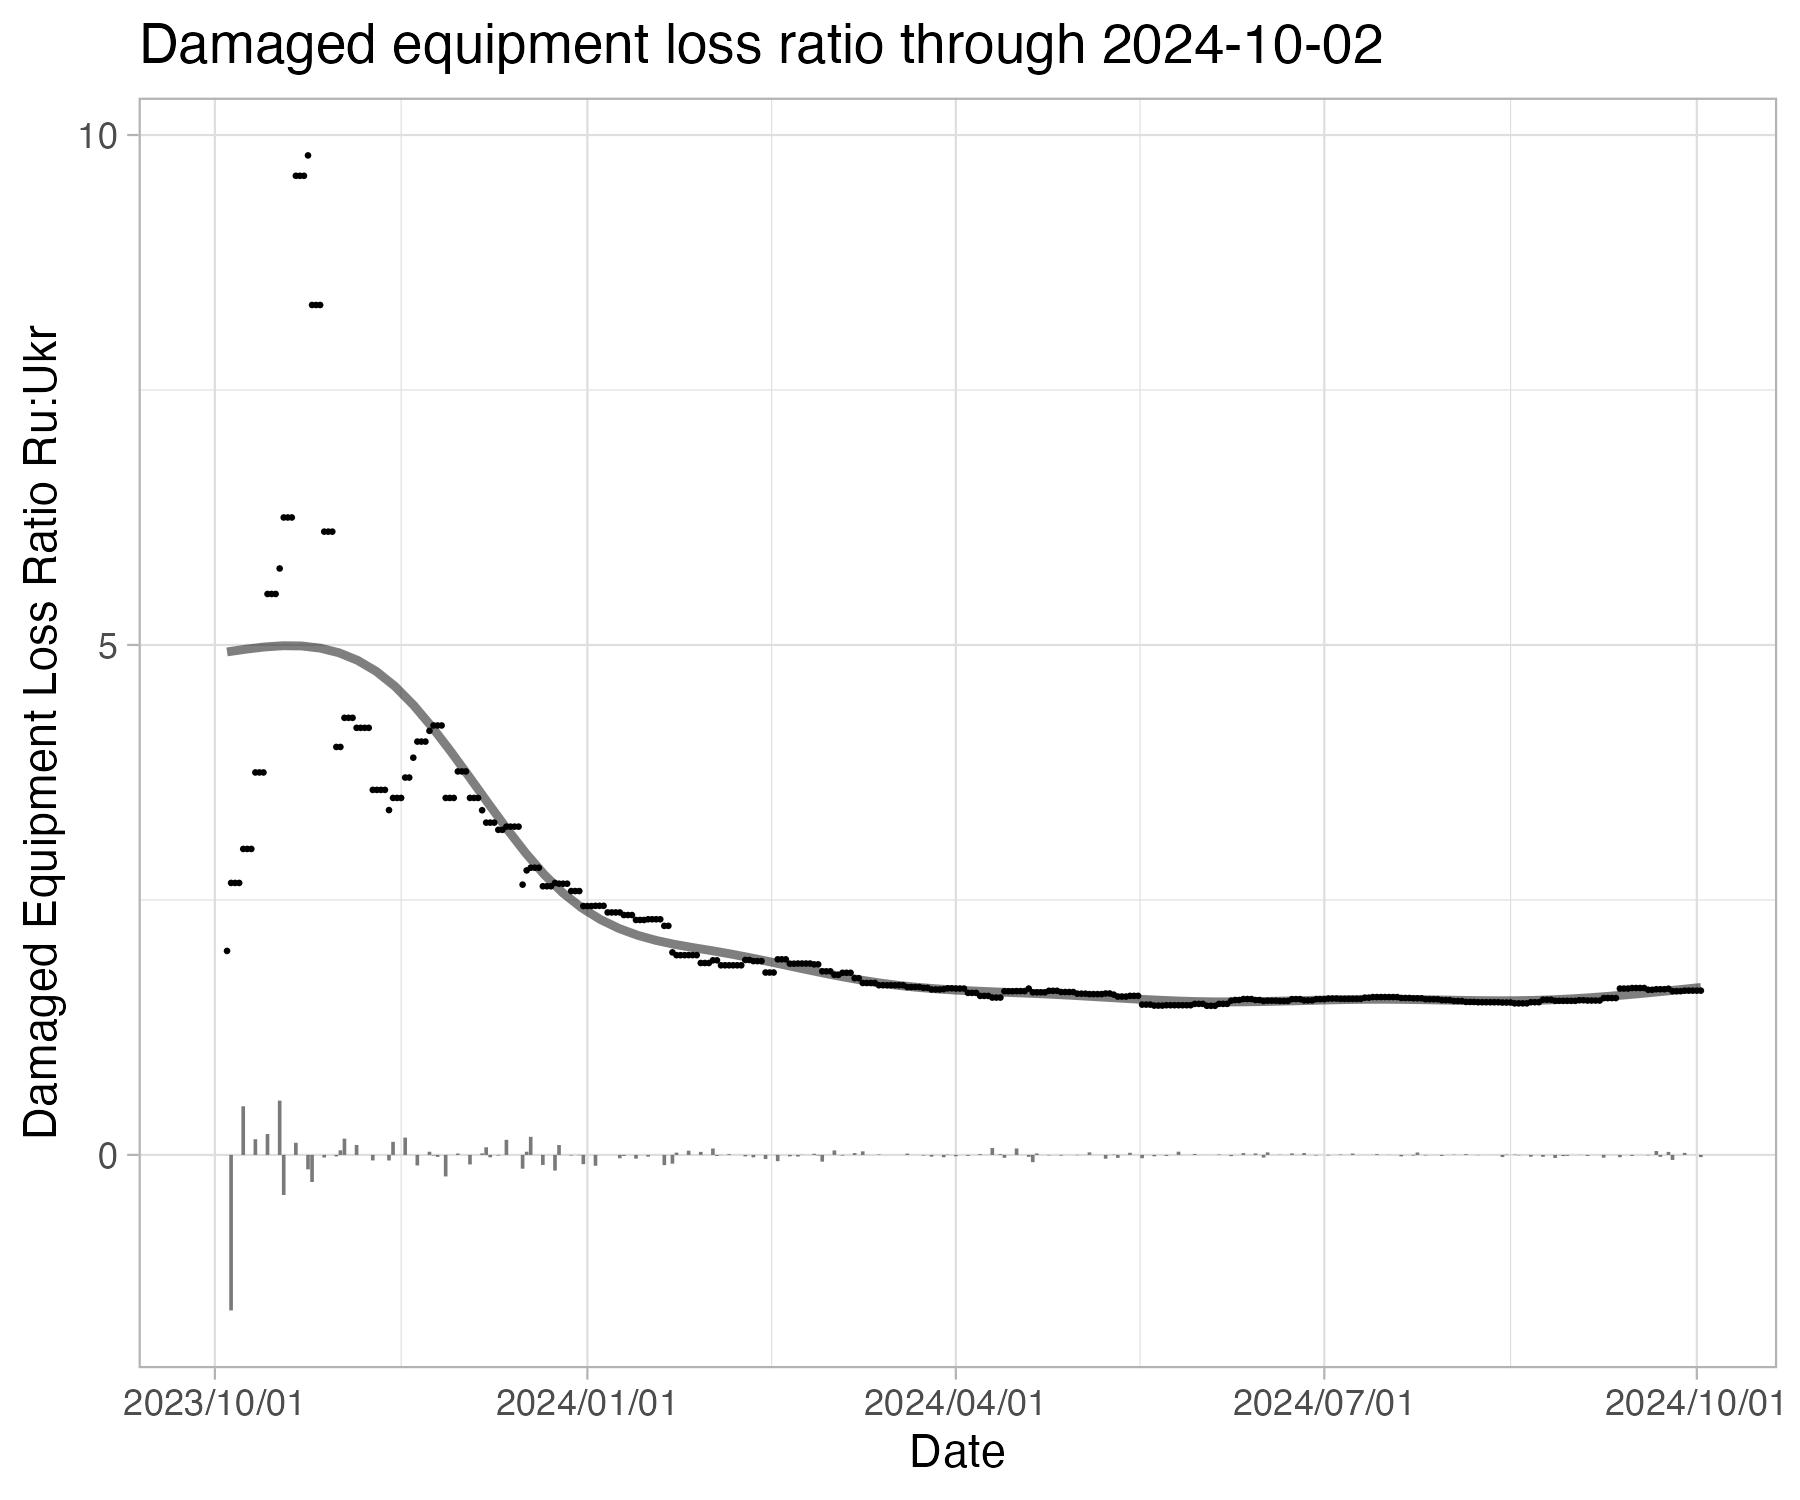 Damaged equipment loss ratio through 2024-10-02
Damaged Equipment Loss Ratio Ru:Ukr
10
5
0
2023/10/01
2024/01/01
2024/04/01
2024/07/01
2024/10/01
Date